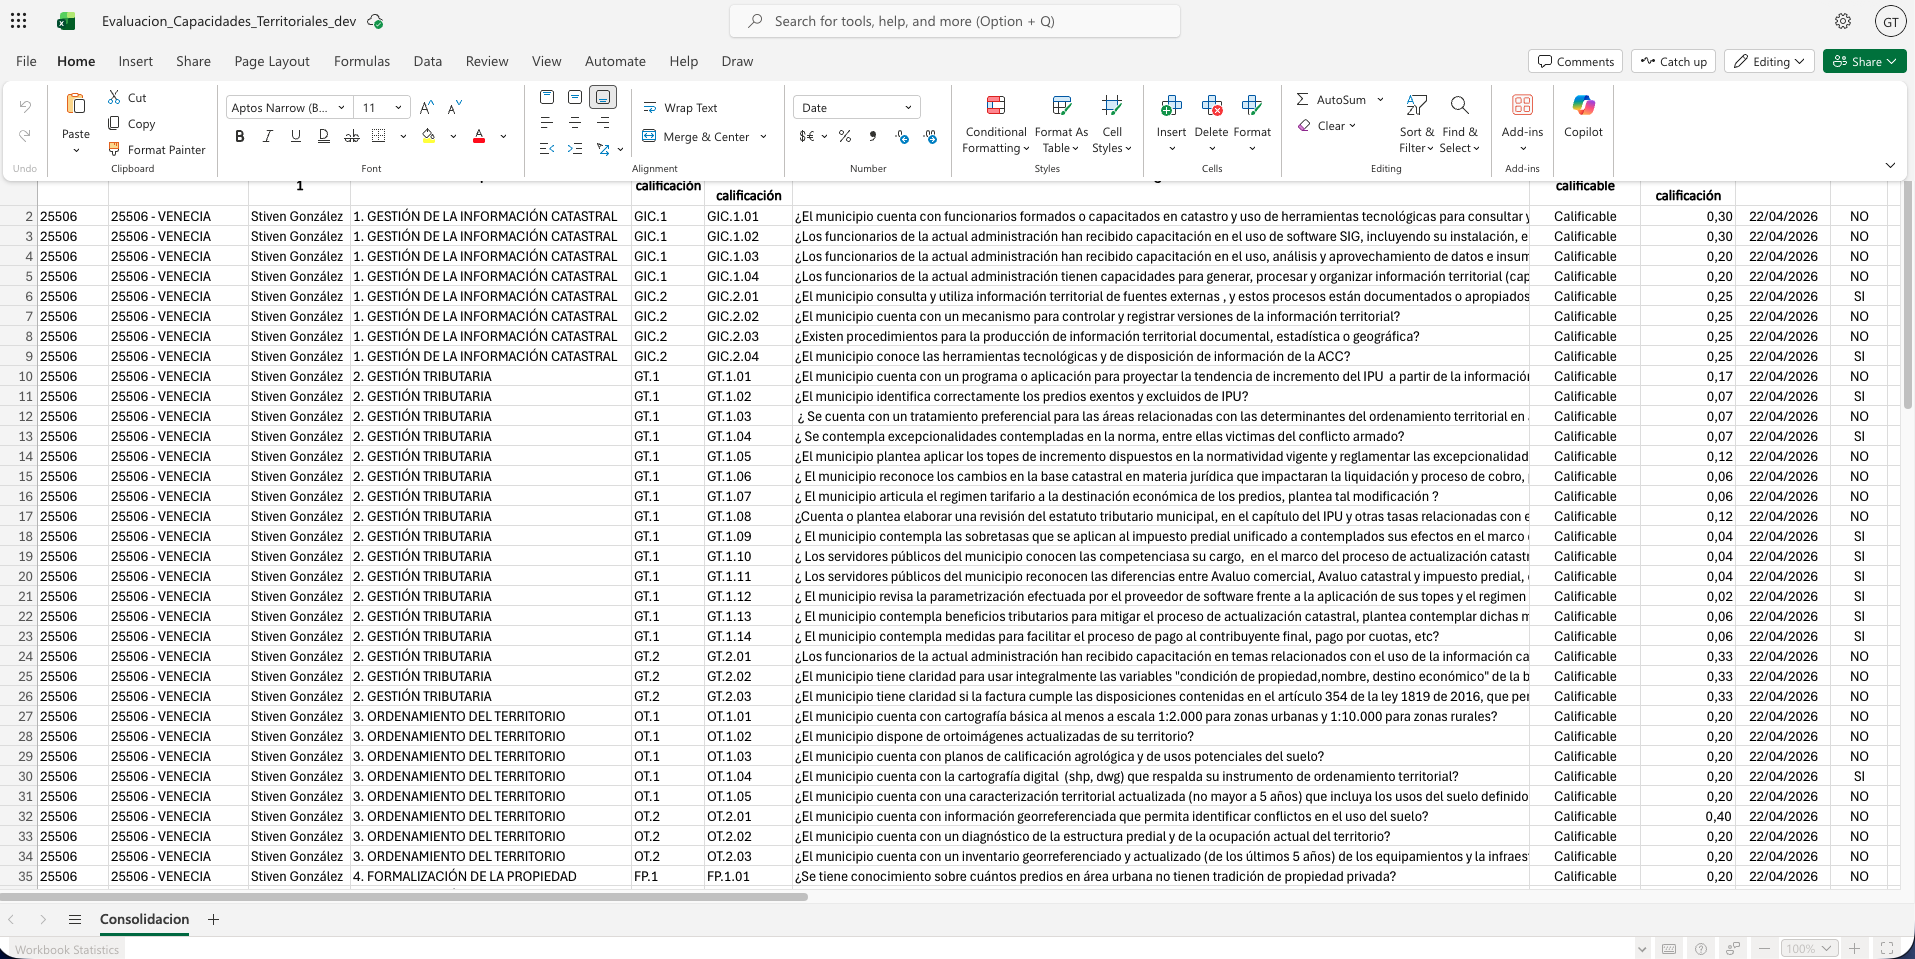 Evaluacion_Capacidades_Territoriales_dev
Search for tools, help, and more (Option + Q)
GT
File Home Insert Share Page Layout Formulas Data Review View Automate Help Draw
Comments Catch up Editing Share
Paste Cut Copy Format Painter
Aptos Narrow (B... 11
Wrap Text
Merge & Center
Date
Conditional Formatting Format As Table Cell Styles
Insert Delete Format
AutoSum
Clear
Sort & Filter Find & Select
Add-ins
Copilot
Undo Clipboard Font Alignment Number Styles Cells Editing Add-ins
1 calificación calificación calificable calificación
2 25506 25506 - VENECIA Stiven González 1. GESTIÓN DE LA INFORMACIÓN CATASTRAL GIC.1 GIC.1.01 ¿El municipio cuenta con funcionarios formados o capacitados en catastro y uso de herramientas tecnológicas para consultar y Calificable 0,30 22/04/2026 NO
3 25506 25506 - VENECIA Stiven González 1. GESTIÓN DE LA INFORMACIÓN CATASTRAL GIC.1 GIC.1.02 ¿Los funcionarios de la actual administración han recibido capacitación en el uso de software SIG, incluyendo su instalación, e Calificable 0,30 22/04/2026 NO
4 25506 25506 - VENECIA Stiven González 1. GESTIÓN DE LA INFORMACIÓN CATASTRAL GIC.1 GIC.1.03 ¿Los funcionarios de la actual administración han recibido capacitación en el uso, análisis y aprovechamiento de datos e insum Calificable 0,20 22/04/2026 NO
5 25506 25506 - VENECIA Stiven González 1. GESTIÓN DE LA INFORMACIÓN CATASTRAL GIC.1 GIC.1.04 ¿Los funcionarios de la actual administración tienen capacidades para generar, procesar y organizar información territorial (cap Calificable 0,20 22/04/2026 NO
6 25506 25506 - VENECIA Stiven González 1. GESTIÓN DE LA INFORMACIÓN CATASTRAL GIC.2 GIC.2.01 ¿El municipio consulta y utiliza información territorial de fuentes externas , y estos procesos están documentados o apropiados Calificable 0,25 22/04/2026 SI
7 25506 25506 - VENECIA Stiven González 1. GESTIÓN DE LA INFORMACIÓN CATASTRAL GIC.2 GIC.2.02 ¿El municipio cuenta con un mecanismo para controlar y registrar versiones de la información territorial? Calificable 0,25 22/04/2026 NO
8 25506 25506 - VENECIA Stiven González 1. GESTIÓN DE LA INFORMACIÓN CATASTRAL GIC.2 GIC.2.03 ¿Existen procedimientos para la producción de información territorial documental, estadística o geográfica? Calificable 0,25 22/04/2026 NO
9 25506 25506 - VENECIA Stiven González 1. GESTIÓN DE LA INFORMACIÓN CATASTRAL GIC.2 GIC.2.04 ¿El municipio conoce las herramientas tecnológicas y de disposición de información de la ACC? Calificable 0,25 22/04/2026 SI
10 25506 25506 - VENECIA Stiven González 2. GESTIÓN TRIBUTARIA GT.1 GT.1.01 ¿El municipio cuenta con un programa o aplicación para proyectar la tendencia de incremento del IPU a partir de la información Calificable 0,17 22/04/2026 NO
11 25506 25506 - VENECIA Stiven González 2. GESTIÓN TRIBUTARIA GT.1 GT.1.02 ¿El municipio identifica correctamente los predios exentos y excluidos de IPU? Calificable 0,07 22/04/2026 SI
12 25506 25506 - VENECIA Stiven González 2. GESTIÓN TRIBUTARIA GT.1 GT.1.03 ¿ Se cuenta con un tratamiento preferencial para las áreas relacionadas con las determinantes del ordenamiento territorial en Calificable 0,07 22/04/2026 NO
13 25506 25506 - VENECIA Stiven González 2. GESTIÓN TRIBUTARIA GT.1 GT.1.04 ¿ Se contempla excepcionalidades contempladas en la norma, entre ellas victimas del conflicto armado? Calificable 0,07 22/04/2026 SI
14 25506 25506 - VENECIA Stiven González 2. GESTIÓN TRIBUTARIA GT.1 GT.1.05 ¿El municipio plantea aplicar los topes de incremento dispuestos en la normatividad vigente y reglamentar las excepcionalidad Calificable 0,12 22/04/2026 NO
15 25506 25506 - VENECIA Stiven González 2. GESTIÓN TRIBUTARIA GT.1 GT.1.06 ¿ El municipio reconoce los cambios en la base catastral en materia jurídica que impactaran la liquidación y proceso de cobro, Calificable 0,06 22/04/2026 NO
16 25506 25506 - VENECIA Stiven González 2. GESTIÓN TRIBUTARIA GT.1 GT.1.07 ¿ El municipio articula el regimen tarifario a la destinación económica de los predios, plantea tal modificación ? Calificable 0,06 22/04/2026 NO
17 25506 25506 - VENECIA Stiven González 2. GESTIÓN TRIBUTARIA GT.1 GT.1.08 ¿Cuenta o plantea elaborar una revisión del estatuto tributario municipal, en el capítulo del IPU y otras tasas relacionadas con e Calificable 0,12 22/04/2026 NO
18 25506 25506 - VENECIA Stiven González 2. GESTIÓN TRIBUTARIA GT.1 GT.1.09 ¿ El municipio contempla las sobretasas que se aplican al impuesto predial unificado a contemplados sus efectos en el marco Calificable 0,04 22/04/2026 SI
19 25506 25506 - VENECIA Stiven González 2. GESTIÓN TRIBUTARIA GT.1 GT.1.10 ¿ Los servidores públicos del municipio conocen las competenciasa su cargo, en el marco del proceso de actualización catastr Calificable 0,04 22/04/2026 SI
20 25506 25506 - VENECIA Stiven González 2. GESTIÓN TRIBUTARIA GT.1 GT.1.11 ¿ Los servidores públicos del municipio reconocen las diferencias entre Avaluo comercial, Avaluo catastral y impuesto predial, Calificable 0,04 22/04/2026 SI
21 25506 25506 - VENECIA Stiven González 2. GESTIÓN TRIBUTARIA GT.1 GT.1.12 ¿ El municipio revisa la parametrización efectuada por el proveedor de software frente a la aplicación de sus topes y el regimen Calificable 0,02 22/04/2026 SI
22 25506 25506 - VENECIA Stiven González 2. GESTIÓN TRIBUTARIA GT.1 GT.1.13 ¿ El municipio contempla beneficios tributarios para mitigar el proceso de actualización catastral, plantea contemplar dichas m Calificable 0,06 22/04/2026 SI
23 25506 25506 - VENECIA Stiven González 2. GESTIÓN TRIBUTARIA GT.1 GT.1.14 ¿ El municipio contempla medidas para facilitar el proceso de pago al contribuyente final, pago por cuotas, etc? Calificable 0,06 22/04/2026 SI
24 25506 25506 - VENECIA Stiven González 2. GESTIÓN TRIBUTARIA GT.2 GT.2.01 ¿Los funcionarios de la actual administración han recibido capacitación en temas relacionados con el uso de la información ca Calificable 0,33 22/04/2026 NO
25 25506 25506 - VENECIA Stiven González 2. GESTIÓN TRIBUTARIA GT.2 GT.2.02 ¿El municipio tiene claridad para usar integralmente las variables "condición de propiedad,nombre, destino económico" de la b Calificable 0,33 22/04/2026 NO
26 25506 25506 - VENECIA Stiven González 2. GESTIÓN TRIBUTARIA GT.2 GT.2.03 ¿El municipio tiene claridad si la factura cumple las disposiciones contenidas en el artículo 354 de la ley 1819 de 2016, que per Calificable 0,33 22/04/2026 NO
27 25506 25506 - VENECIA Stiven González 3. ORDENAMIENTO DEL TERRITORIO OT.1 OT.1.01 ¿El municipio cuenta con cartografía básica al menos a escala 1:2.000 para zonas urbanas y 1:10.000 para zonas rurales? Calificable 0,20 22/04/2026 NO
28 25506 25506 - VENECIA Stiven González 3. ORDENAMIENTO DEL TERRITORIO OT.1 OT.1.02 ¿El municipio dispone de ortoimágenes actualizadas de su territorio? Calificable 0,20 22/04/2026 NO
29 25506 25506 - VENECIA Stiven González 3. ORDENAMIENTO DEL TERRITORIO OT.1 OT.1.03 ¿El municipio cuenta con planos de calificación agrológica y de usos potenciales del suelo? Calificable 0,20 22/04/2026 NO
30 25506 25506 - VENECIA Stiven González 3. ORDENAMIENTO DEL TERRITORIO OT.1 OT.1.04 ¿El municipio cuenta con la cartografía digital (shp, dwg) que respalda su instrumento de ordenamiento territorial? Calificable 0,20 22/04/2026 SI
31 25506 25506 - VENECIA Stiven González 3. ORDENAMIENTO DEL TERRITORIO OT.1 OT.1.05 ¿El municipio cuenta con una caracterización territorial actualizada (no mayor a 5 años) que incluya los usos del suelo definido Calificable 0,20 22/04/2026 NO
32 25506 25506 - VENECIA Stiven González 3. ORDENAMIENTO DEL TERRITORIO OT.2 OT.2.01 ¿El municipio cuenta con información georreferenciada que permita identificar conflictos en el uso del suelo? Calificable 0,40 22/04/2026 NO
33 25506 25506 - VENECIA Stiven González 3. ORDENAMIENTO DEL TERRITORIO OT.2 OT.2.02 ¿El municipio cuenta con un diagnóstico de la estructura predial y de la ocupación actual del territorio? Calificable 0,20 22/04/2026 NO
34 25506 25506 - VENECIA Stiven González 3. ORDENAMIENTO DEL TERRITORIO OT.2 OT.2.03 ¿El municipio cuenta con un inventario georreferenciado y actualizado (de los últimos 5 años) de los equipamientos y la infraes Calificable 0,20 22/04/2026 NO
35 25506 25506 - VENECIA Stiven González 4. FORMALIZACIÓN DE LA PROPIEDAD FP.1 FP.1.01 ¿Se tiene conocimiento sobre cuántos predios en área urbana no tienen tradición de propiedad privada? Calificable 0,20 22/04/2026 NO
Consolidacion
Workbook Statistics 100%